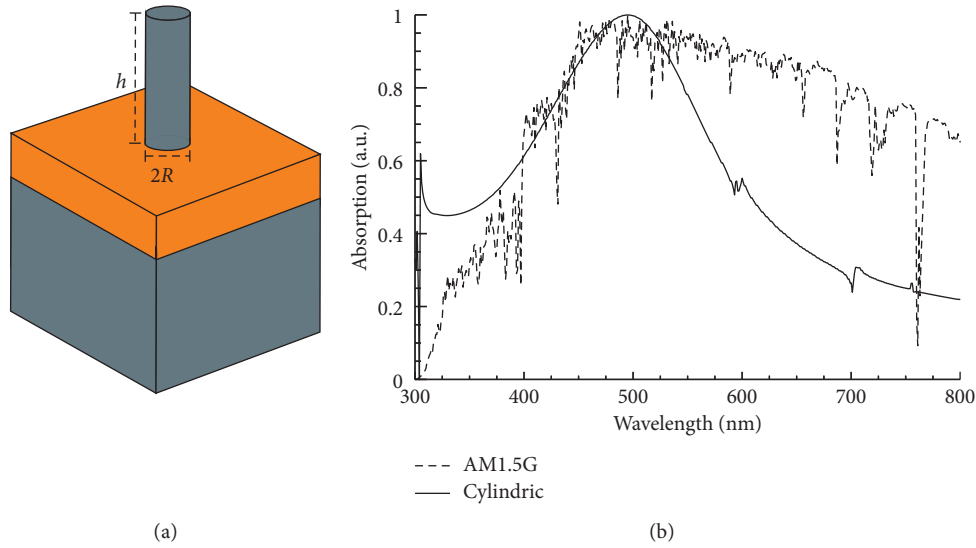 h
2R
(a)
Absorption (a.u.)
1
0.8
0.6
0.4
0.2
0
300 400 500 600 700 800
Wavelength (nm)
AM1.5G
Cylindric
(b)